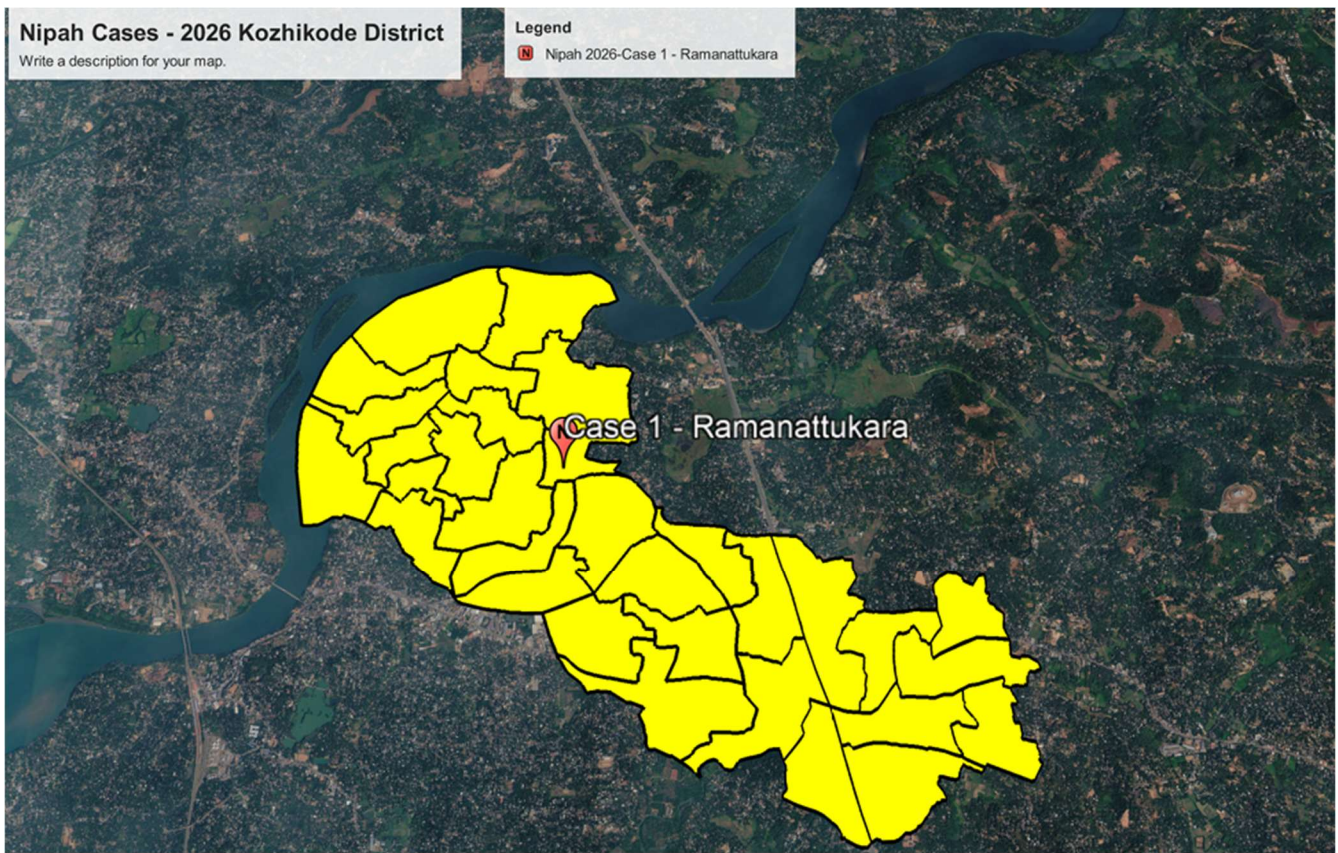 Nipah Cases - 2026 Kozhikode District
Write a description for your map.
Legend
N Nipah 2026-Case 1 - Ramanattukara
N
Case 1 - Ramanattukara